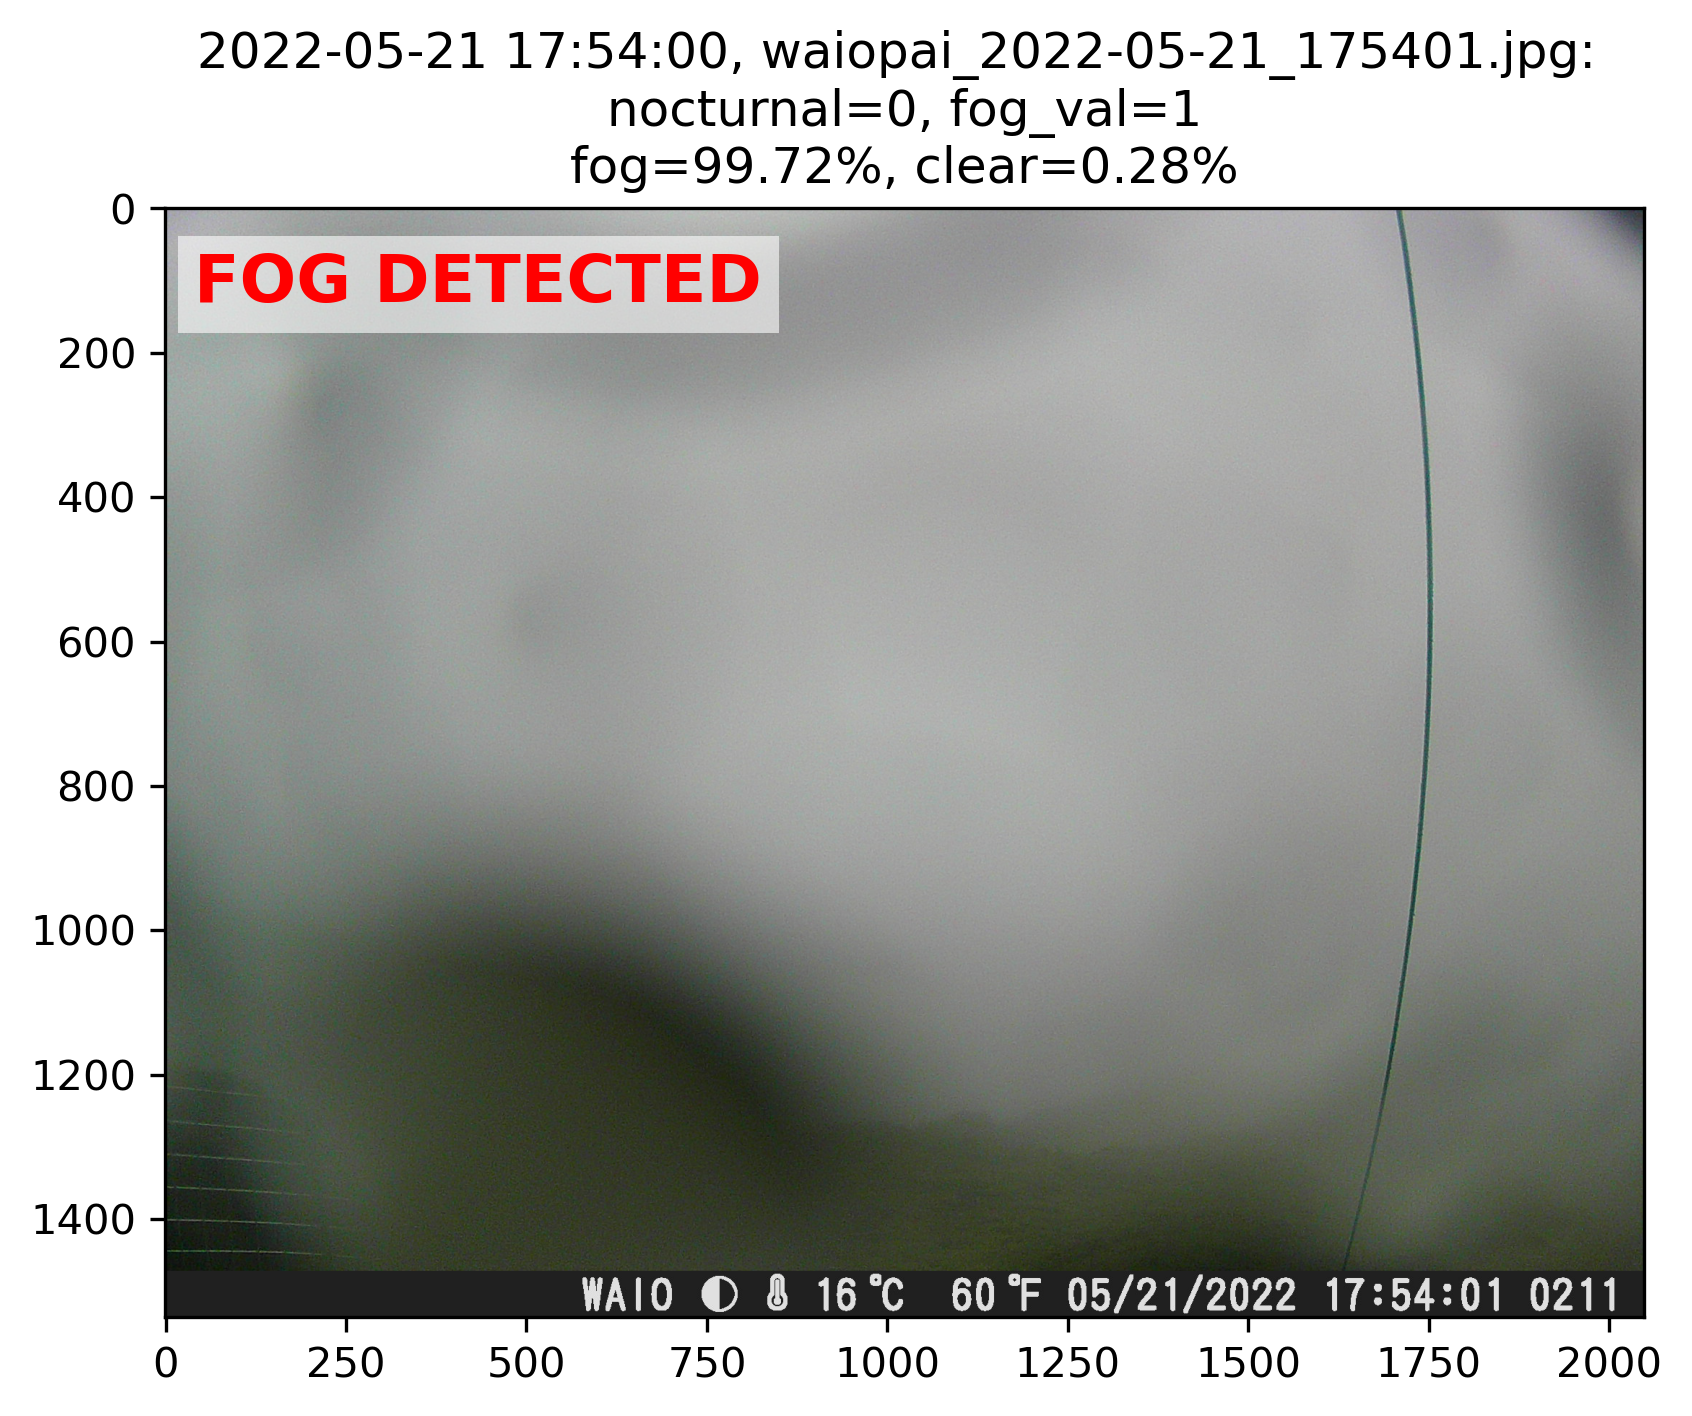 2022-05-21 17:54:00, waiopai_2022-05-21_175401.jpg:
nocturnal=0, fog_val=1
fog=99.72%, clear=0.28%
FOG DETECTED
0
200
400
600
800
1000
1200
1400
WAIO 16°C 60°F 05/21/2022 17:54:01 0211
0 250 500 750 1000 1250 1500 1750 2000